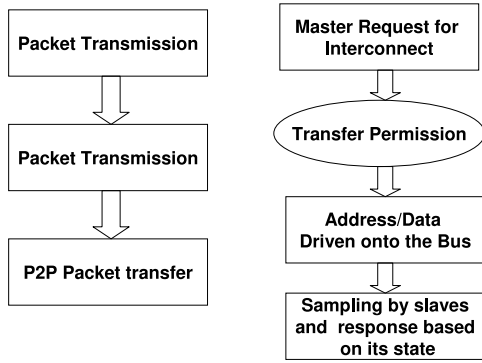 Packet Transmission
Packet Transmission
P2P Packet transfer
Master Request for
Interconnect
Transfer Permission
Address/Data
Driven onto the Bus
Sampling by slaves
and response based
on its state